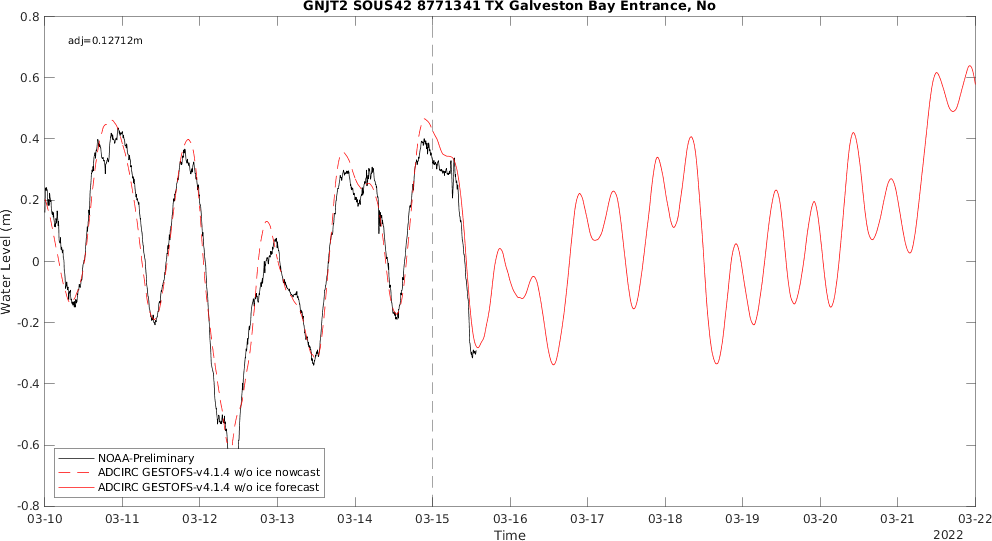 GNJT2 SOUS42 8771341 TX Galveston Bay Entrance, No
adj=0.12712m
0.8
0.6
0.4
0.2
0
-0.2
-0.4
-0.6
-0.8
Water Level (m)
NOAA-Preliminary
ADCIRC GESTOFS-v4.1.4 w/o ice nowcast
ADCIRC GESTOFS-v4.1.4 w/o ice forecast
03-10 03-11 03-12 03-13 03-14 03-15 03-16 03-17 03-18 03-19 03-20 03-21 03-22
Time
2022